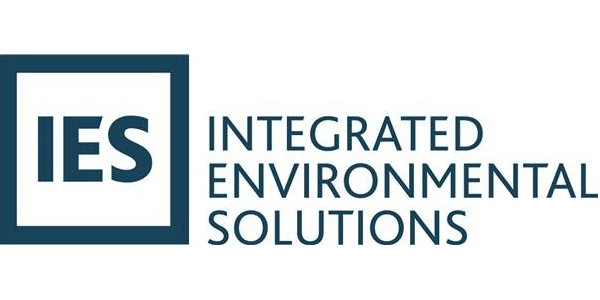 IES
INTEGRATED
ENVIRONMENTAL
SOLUTIONS